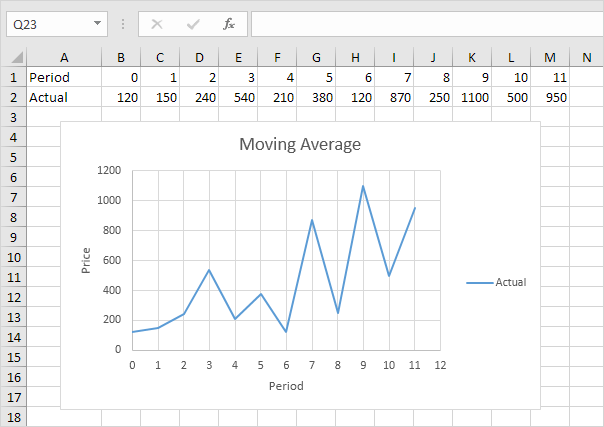 Q23 fx
A B C D E F G H I J K L M N
1 Period 0 1 2 3 4 5 6 7 8 9 10 11
2 Actual 120 150 240 540 210 380 120 870 250 1100 500 950
3
4
5
6
7
8
9
10
11
12
13
14
15
16
17
18
Moving Average
1200
1000
800
600
400
200
0
Price
0 1 2 3 4 5 6 7 8 9 10 11 12
Period
Actual